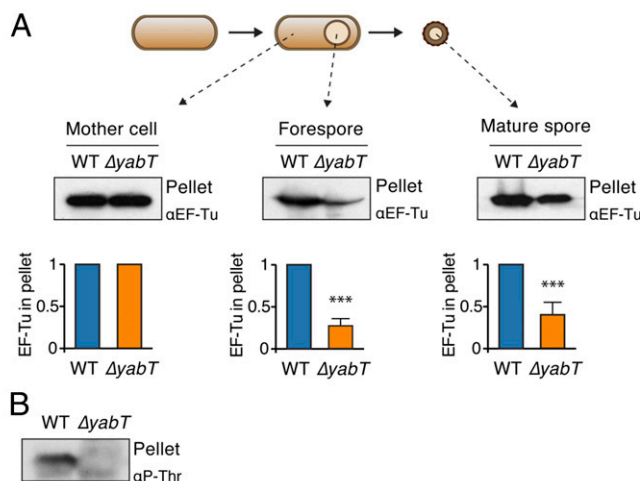 A
Mother cell
WT ΔyabT
Pellet
αEF-Tu
Forespore
WT ΔyabT
Pellet
αEF-Tu
Mature spore
WT ΔyabT
Pellet
αEF-Tu
EF-Tu in pellet
1
0.5
0
WT
ΔyabT
EF-Tu in pellet
1
0.5
0
***
WT
ΔyabT
EF-Tu in pellet
1
0.5
0
***
WT
ΔyabT
B
WT ΔyabT
Pellet
αP-Thr